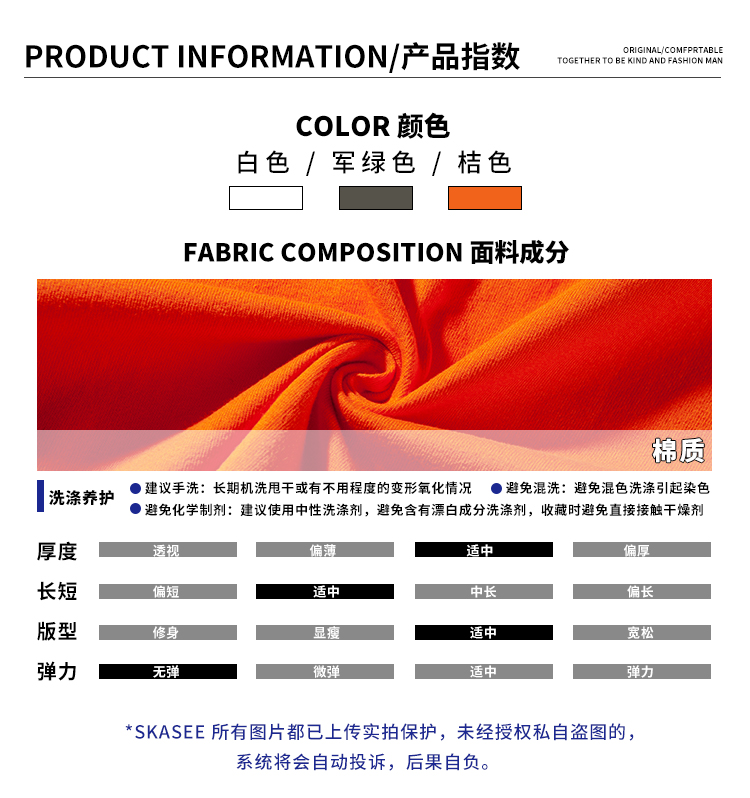 PRODUCT INFORMATION/产品指数
ORIGINAL/COMFPRTABLE
TOGETHER TO BE KIND AND FASHION MAN
COLOR 颜色
白色 / 军绿色 / 桔色
FABRIC COMPOSITION 面料成分
棉质
洗涤养护
建议手洗：长期机洗甩干或有不用程度的变形氧化情况
避免混洗：避免混色洗涤引起染色
避免化学制剂：建议使用中性洗涤剂，避免含有漂白成分洗涤剂，收藏时避免直接接触干燥剂
厚度 透视 偏薄 适中 偏厚
长短 偏短 适中 中长 偏长
版型 修身 显瘦 适中 宽松
弹力 无弹 微弹 适中 弹力
*SKASEE 所有图片都已上传实拍保护，未经授权私自盗图的，
系统将会自动投诉，后果自负。